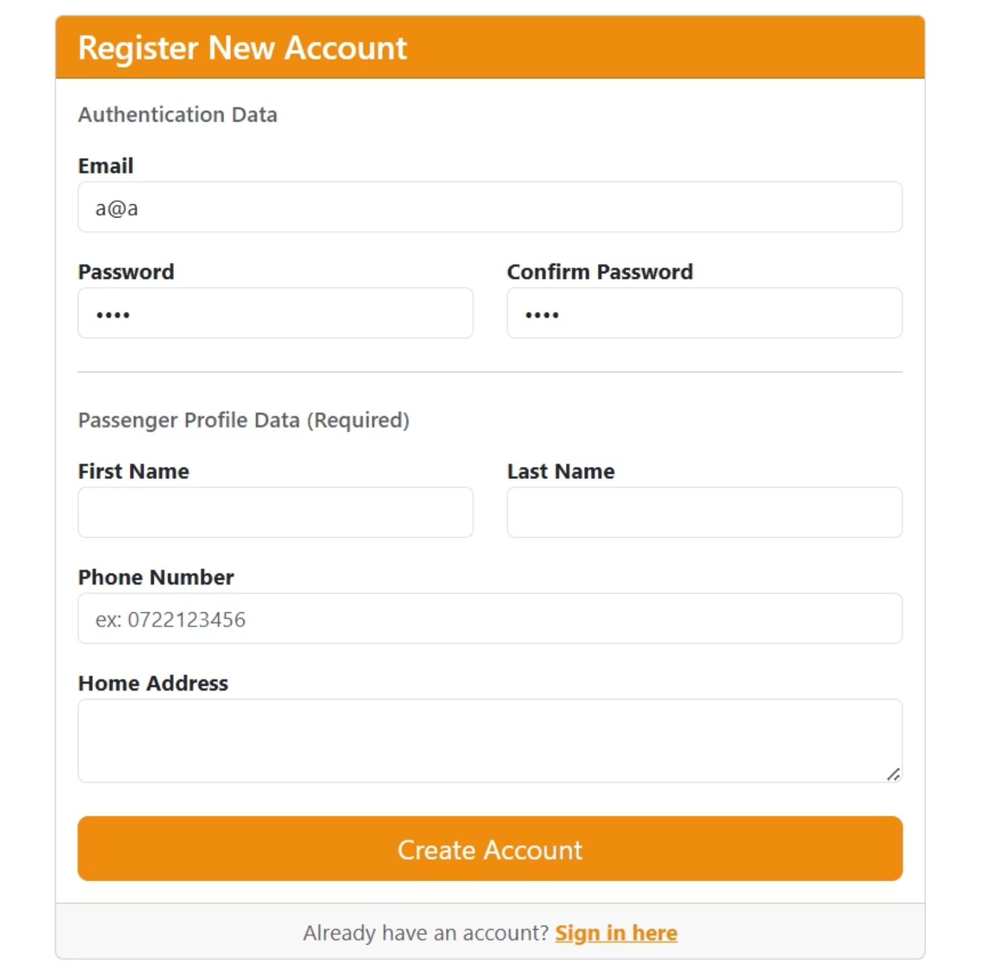 Register New Account
Authentication Data
Email
a@a
Password
Confirm Password
••••
••••
Passenger Profile Data (Required)
First Name
Last Name
Phone Number
ex: 0722123456
Home Address
Create Account
Already have an account? Sign in here